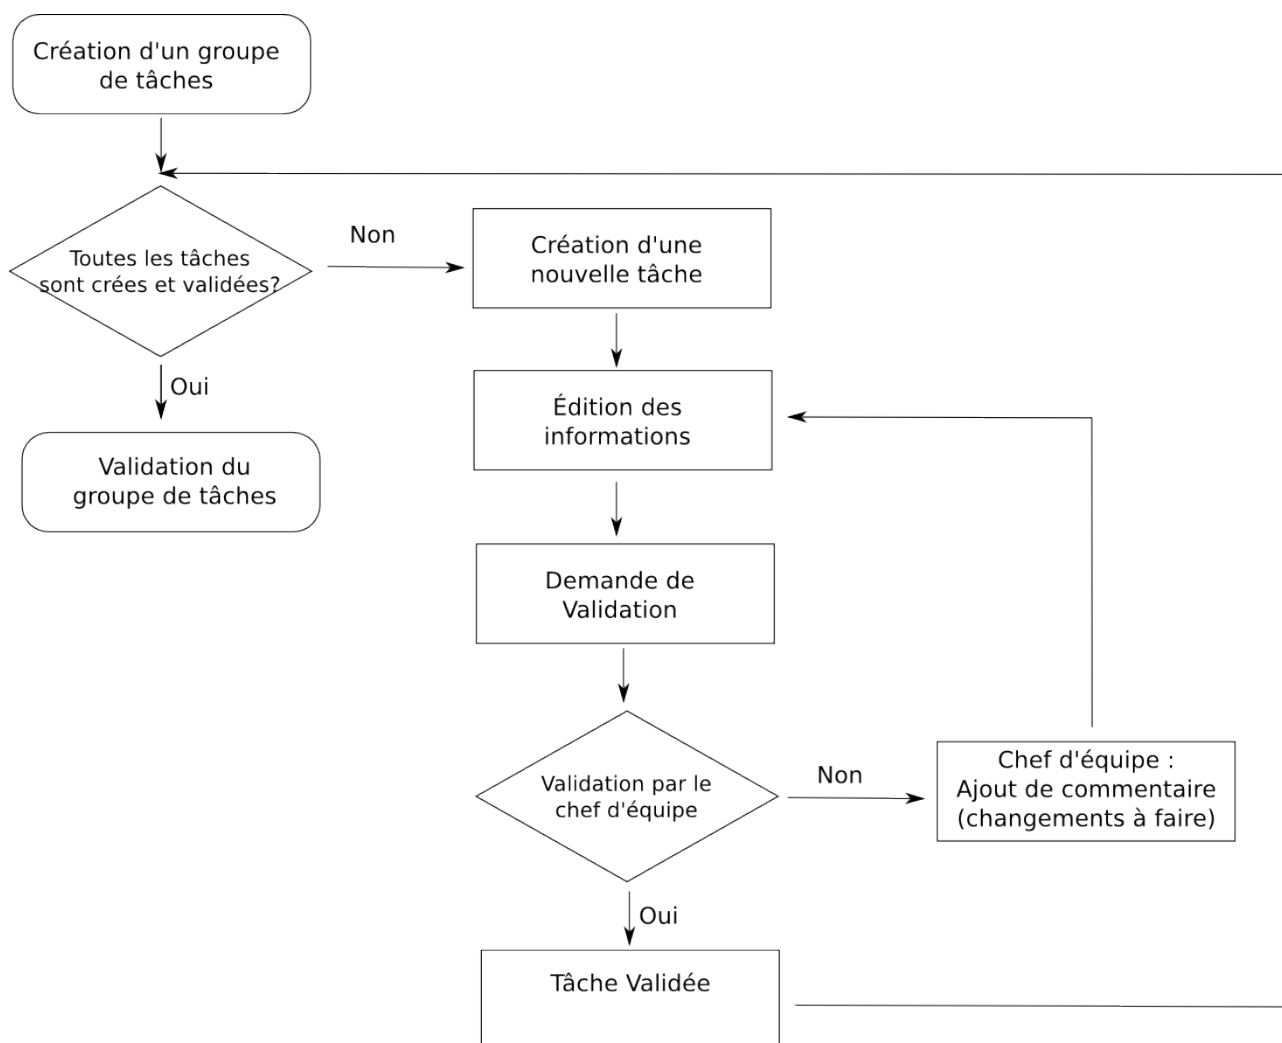 Création d'un groupe
de tâches
Toutes les tâches
sont crées et validées?
Non
Création d'une
nouvelle tâche
Oui
Validation du
groupe de tâches
Édition des
informations
Demande de
Validation
Validation par le
chef d'équipe
Non
Chef d'équipe :
Ajout de commentaire
(changements à faire)
Oui
Tâche Validée